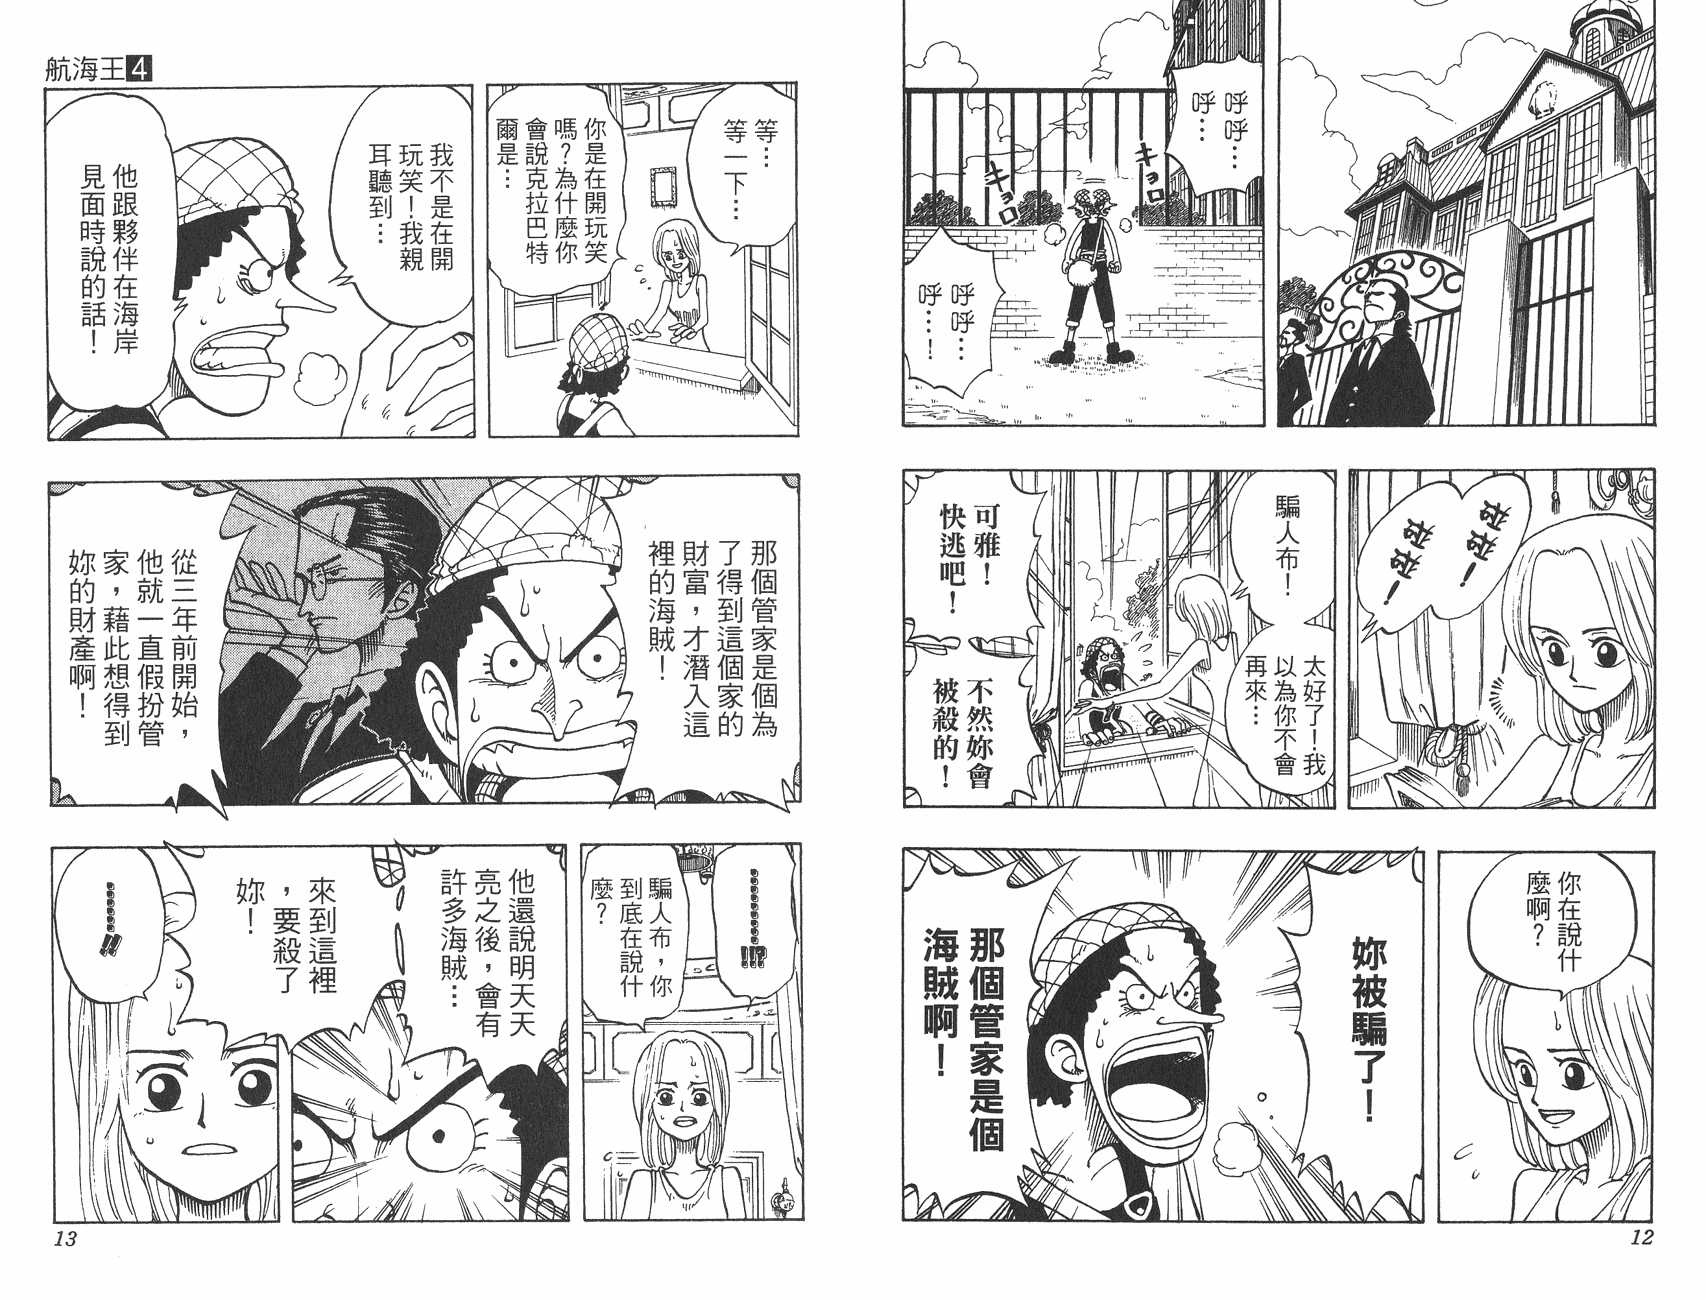 呼呼…
呼…
キョロ
キョロ
呼呼…
呼…!
拉拉!
拉拉!
騙人布!
太好了!我
以為你不會
再來…
可雅!
快逃吧!
不然妳會
被殺的!
你在說什
麼啊?
妳被騙了!
那個管家是個
海賊啊!
12
航海王4
等…
等一下…
你是在開玩笑
嗎?為什麼你
會說克拉巴特
爾是…
我不是在開
玩笑!我親
耳聽到…
他跟夥伴在海岸
見面時說的話!
那個管家是個為
了得到這個家的
財富,才潛入這
裡的海賊!
從三年前開始,
他就一直假扮管
家,藉此想得到
妳的財產啊!
………!!?
騙人布,你
到底在說什
麼?
他還說明天天
亮之後,會有
許多海賊…
來到這裡
,要殺了
妳!
………!?
13